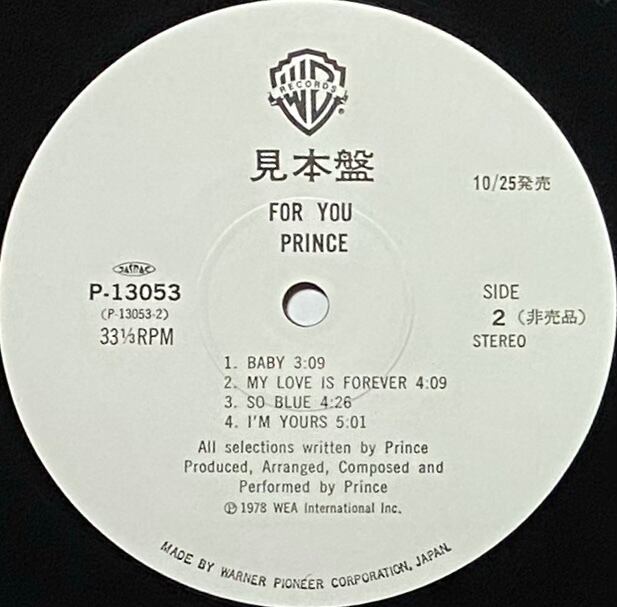 WB
RECORDS
®
見本盤
10/25発売
FOR YOU
PRINCE
JASRAC
P-13053
(P-13053-2)
33⅓RPM
SIDE
2 (非売品)
STEREO
1. BABY 3:09
2. MY LOVE IS FOREVER 4:09
3. SO BLUE 4:26
4. I'M YOURS 5:01
All selections written by Prince
Produced, Arranged, Composed and
Performed by Prince
Ⓟ 1978 WEA International Inc.
MADE BY WARNER PIONEER CORPORATION, JAPAN.